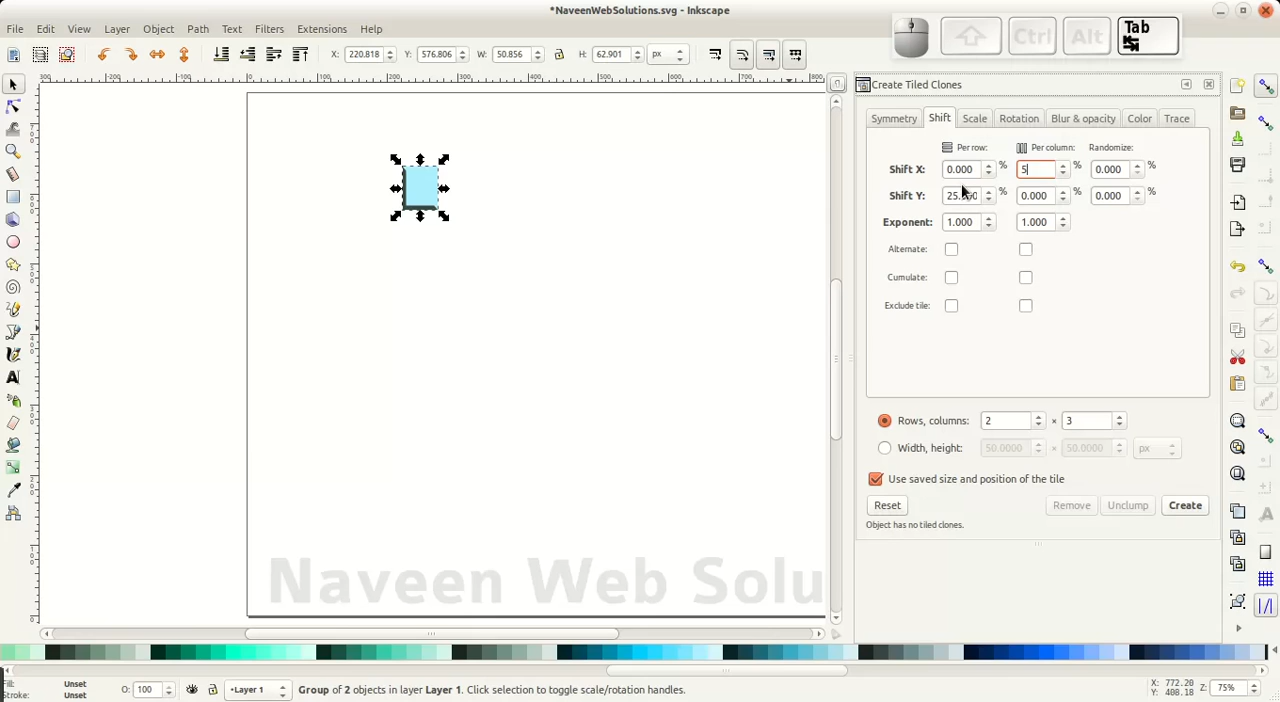 *NaveenWebSolutions.svg - Inkscape
File Edit View Layer Object Path Text Filters Extensions Help
Ctrl Alt Tab
X: 220.818 Y: 576.806 W: 50.856 H: 62.901 px
Create Tiled Clones
Symmetry Shift Scale Rotation Blur & opacity Color Trace
Per row: Per column: Randomize:
Shift X: 0.000 % 5 % 0.000 %
Shift Y: % 0.000 % 0.000 %
Exponent: 1.000 1.000
Alternate:
Cumulate:
Exclude tile:
Rows, columns: 2 × 3
Width, height: 50.0000 × 50.0000 px
Use saved size and position of the tile
Reset Remove Unclump Create
Object has no tiled clones.
Naveen Web Solu
Fill: Unset
Stroke: Unset
O: 100 •Layer 1 Group of 2 objects in layer Layer 1. Click selection to toggle scale/rotation handles.
X: 772.20
Y: 408.18
Z: 75%